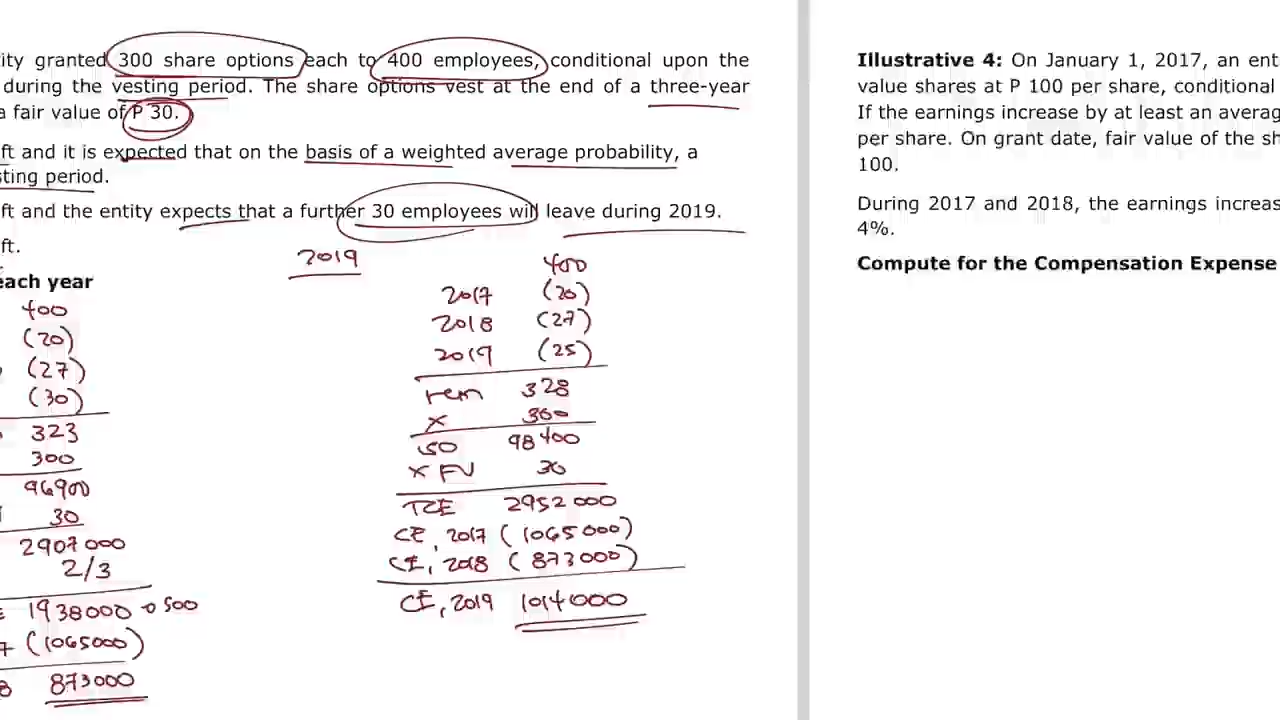 ity granted 300 share options each to 400 employees, conditional upon the
during the vesting period. The share options vest at the end of a three-year
a fair value of P 30.
ft and it is expected that on the basis of a weighted average probability, a
sting period.
ft and the entity expects that a further 30 employees will leave during 2019.
ft.
each year
400
(20)
(27)
(30)
323
300
96900
30
2907000
2/3
1938000 500
(1065000)
8 873000
2019
400
2017 (20)
2018 (27)
2019 (25)
rem 328
x 300
SO 98400
x FV 30
TCE 2952000
CE, 2017 (1065000)
CE, 2018 (873000)
CE, 2019 1014000
Illustrative 4: On January 1, 2017, an ent
value shares at P 100 per share, conditional
If the earnings increase by at least an averag
per share. On grant date, fair value of the sh
100.
During 2017 and 2018, the earnings increas
4%.
Compute for the Compensation Expense